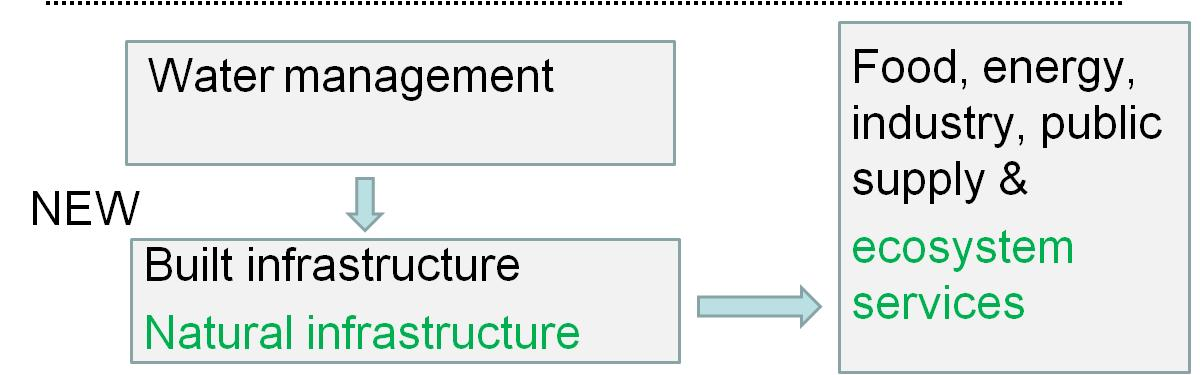 Water management
NEW
Built infrastructure
Natural infrastructure
Food, energy,
industry, public
supply &
ecosystem
services